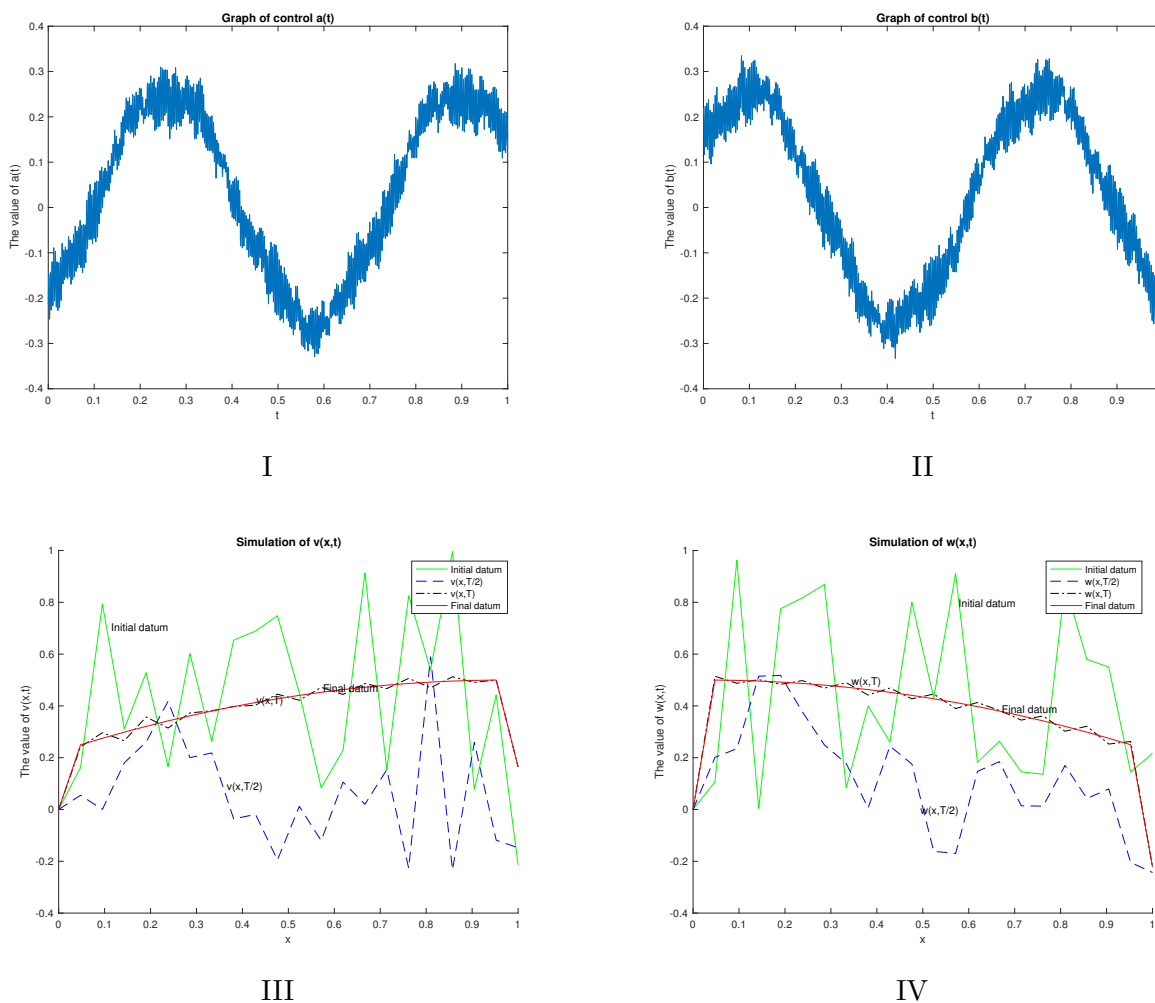 Graph of control a(t)
0.4
0.3
0.2
0.1
0
-0.1
-0.2
-0.3
-0.4
The value of a(t)
0 0.1 0.2 0.3 0.4 0.5 0.6 0.7 0.8 0.9 1
t
I
Graph of control b(t)
0.4
0.3
0.2
0.1
0
-0.1
-0.2
-0.3
-0.4
The value of b(t)
0 0.1 0.2 0.3 0.4 0.5 0.6 0.7 0.8 0.9
t
II
Simulation of v(x,t)
1
0.8
0.6
0.4
0.2
0
-0.2
-0.4
The value of v(x,t)
Initial datum
v(x,T/2)
v(x,T)
Final datum
Initial datum
Final datum
v(x,T)
v(x,T/2)
0 0.1 0.2 0.3 0.4 0.5 0.6 0.7 0.8 0.9 1
x
III
Simulation of w(x,t)
1
0.8
0.6
0.4
0.2
0
-0.2
-0.4
The value of w(x,t)
Initial datum
w(x,T/2)
w(x,T)
Final datum
Initial datum
w(x,T)
Final datum
w(x,T/2)
0 0.1 0.2 0.3 0.4 0.5 0.6 0.7 0.8 0.9 1
x
IV